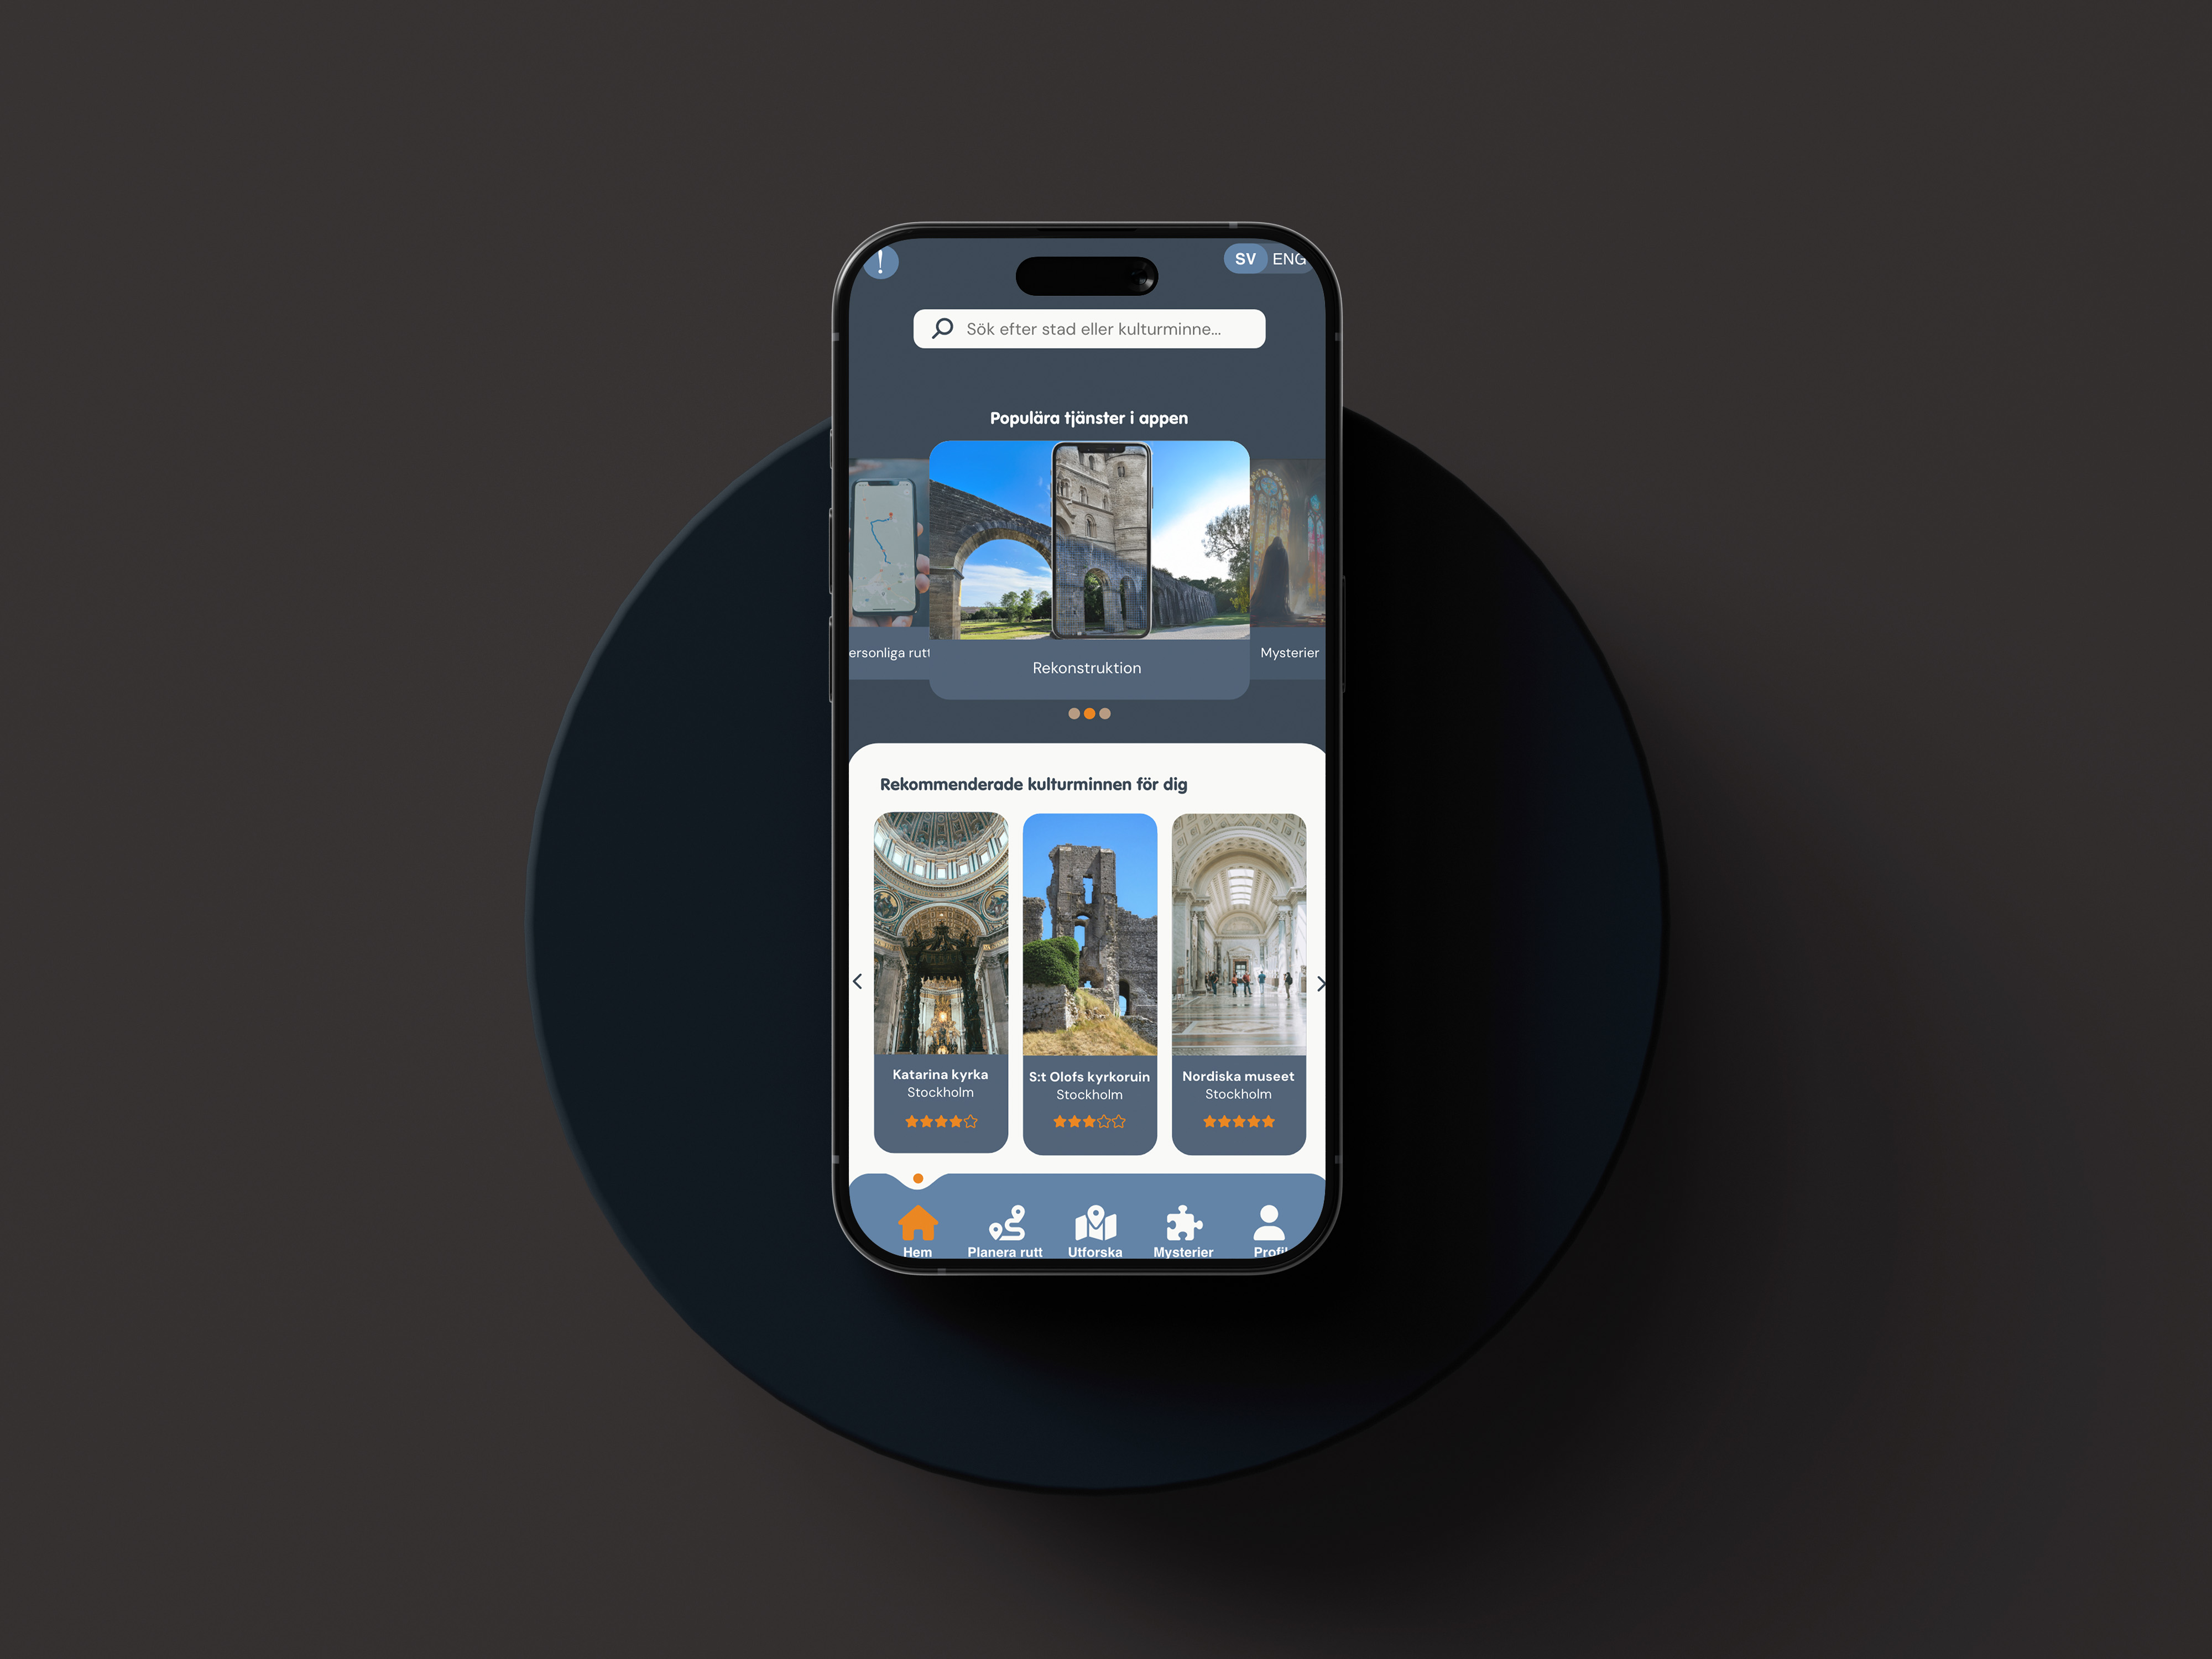 !
SV ENG
Sök efter stad eller kulturminne...
Populära tjänster i appen
ersonliga rutt
Rekonstruktion
Mysterier
Rekommenderade kulturminnen för dig
Katarina kyrka
Stockholm
S:t Olofs kyrkoruin
Stockholm
Nordiska museet
Stockholm
Hem
Planera rutt
Utforska
Mysterier
Profil